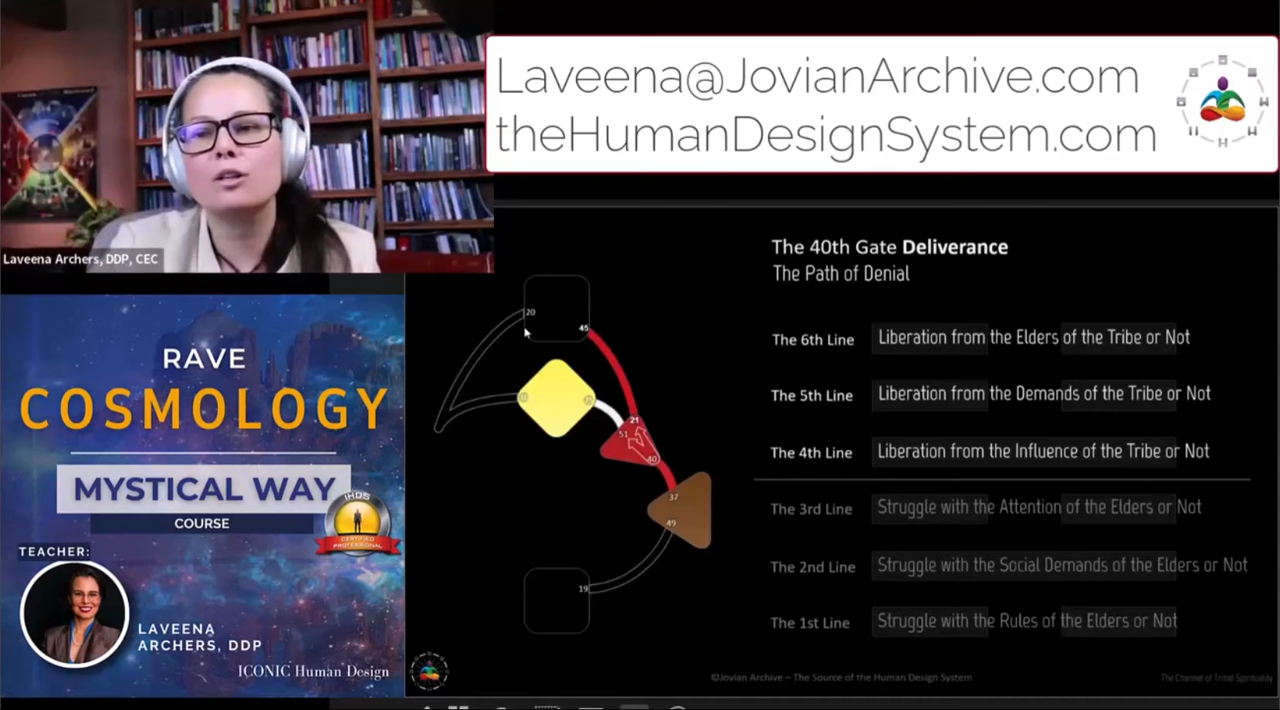 Laveena@JovianArchive.com
theHumanDesignSystem.com
Laveena Archers, DDP, CEC
RAVE
COSMOLOGY
MYSTICAL WAY
COURSE
IHDS
CERTIFIED
PROFESSIONAL
TEACHER:
LAVEENA
ARCHERS, DDP
ICONIC Human Design
The 40th Gate Deliverance
The Path of Denial
The 6th Line Liberation from the Elders of the Tribe or Not
The 5th Line Liberation from the Demands of the Tribe or Not
The 4th Line Liberation from the Influence of the Tribe or Not
The 3rd Line Struggle with the Attention of the Elders or Not
The 2nd Line Struggle with the Social Demands of the Elders or Not
The 1st Line Struggle with the Rules of the Elders or Not
20
45
21
51
40
37
49
19
©Jovian Archive – The Source of the Human Design System
The Channel of Tribal Spirituality